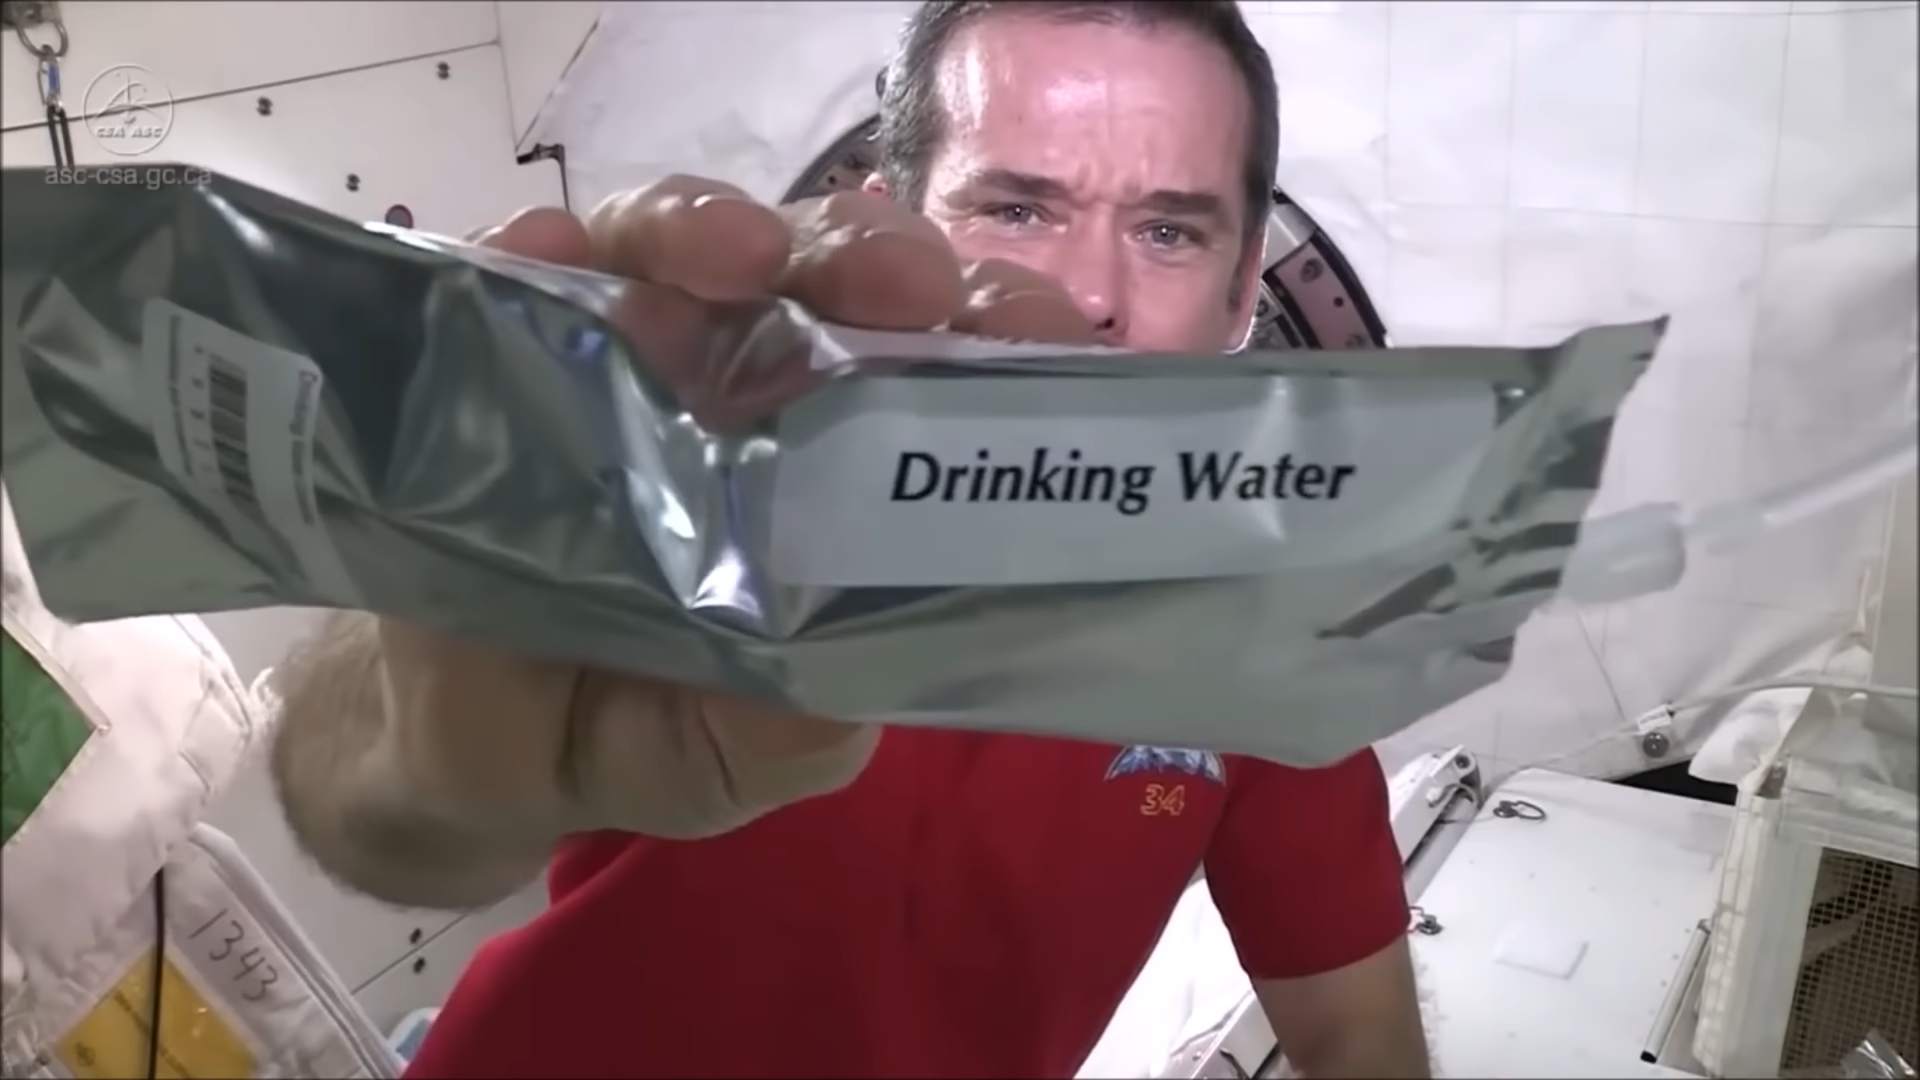 CSA ASC
asc-csa.gc.ca
Drinking Water
34
1343